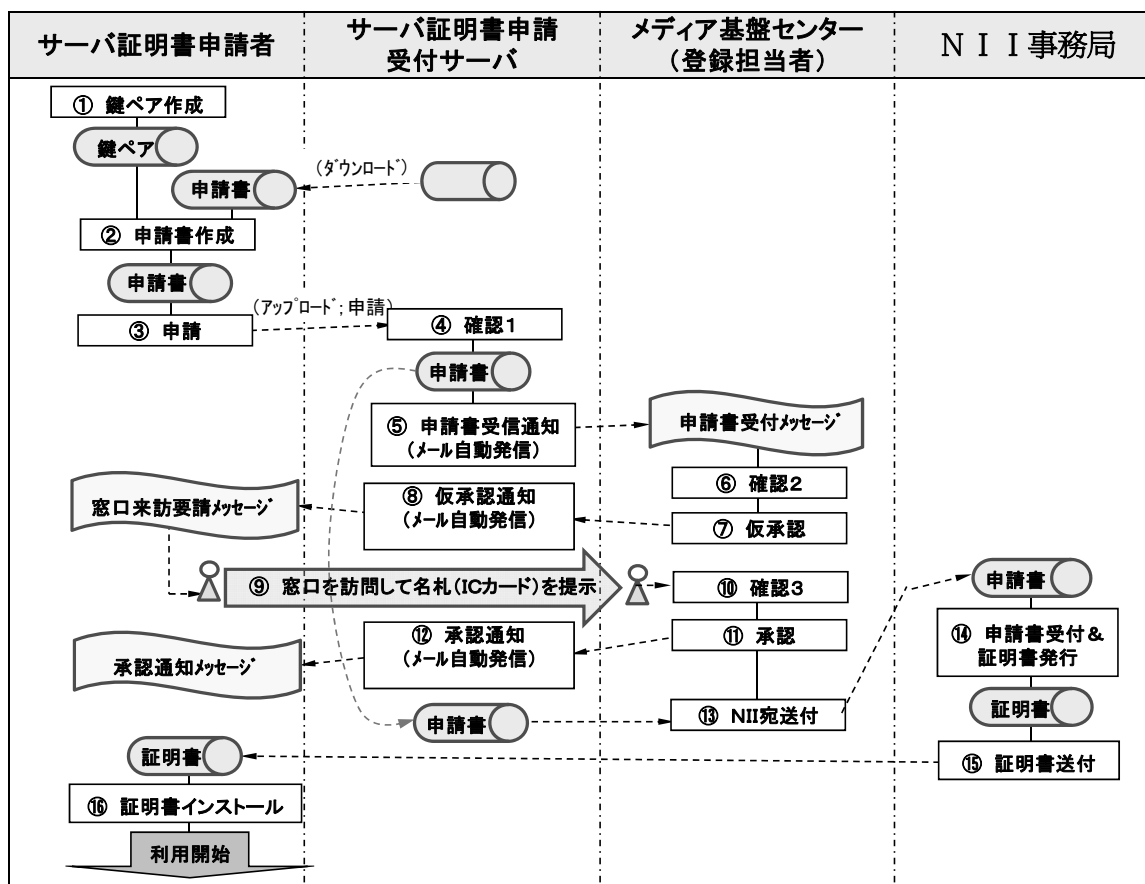 サーバ証明書申請者
サーバ証明書申請
受付サーバ
メディア基盤センター
(登録担当者)
ＮＩＩ事務局
① 鍵ペア作成
鍵ペア
(ﾀﾞｳﾝﾛｰﾄﾞ)
申請書
② 申請書作成
申請書
(ｱｯﾌﾟﾛｰﾄﾞ;申請)
③ 申請
④ 確認１
申請書
⑤ 申請書受信通知
(メール自動発信)
申請書受付ﾒｯｾｰｼﾞ
⑥ 確認２
⑦ 仮承認
⑧ 仮承認通知
(メール自動発信)
窓口来訪要請ﾒｯｾｰｼﾞ
⑨ 窓口を訪問して名札(ICカード)を提示
⑩ 確認３
⑪ 承認
⑫ 承認通知
(メール自動発信)
承認通知ﾒｯｾｰｼﾞ
申請書
⑬ NII宛送付
申請書
⑭ 申請書受付＆
証明書発行
証明書
⑮ 証明書送付
証明書
⑯ 証明書インストール
利用開始